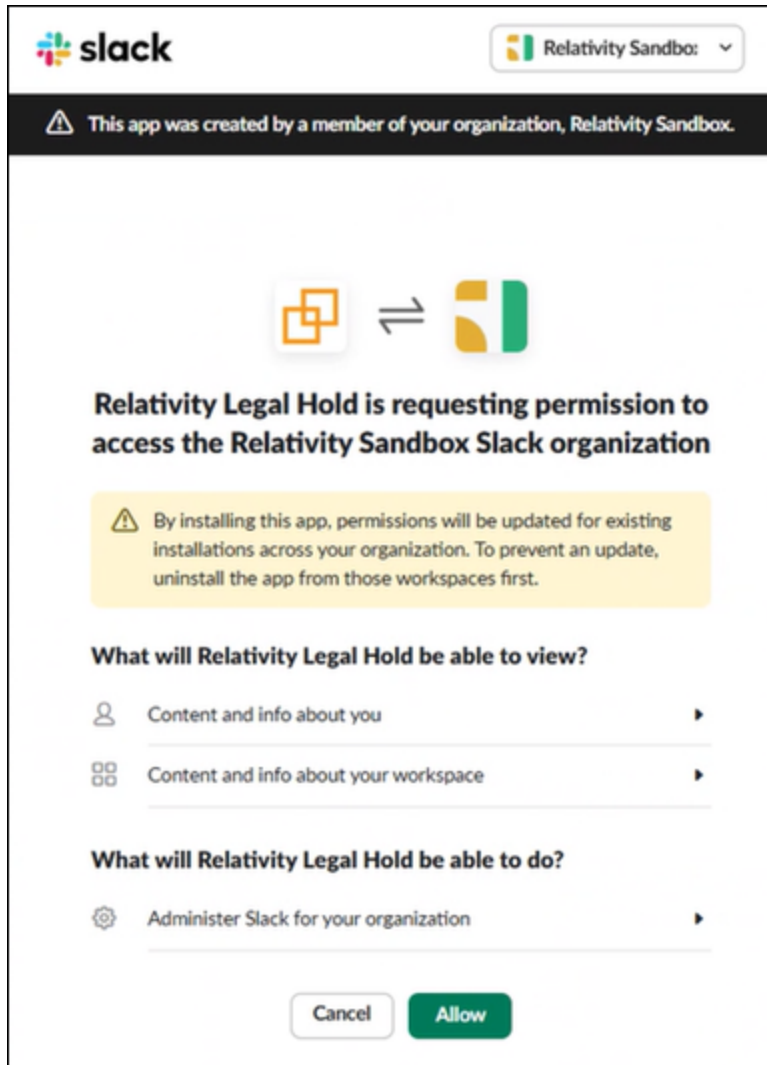 slack
Relativity Sandbo:
This app was created by a member of your organization, Relativity Sandbox.
Relativity Legal Hold is requesting permission to
access the Relativity Sandbox Slack organization
By installing this app, permissions will be updated for existing
installations across your organization. To prevent an update,
uninstall the app from those workspaces first.
What will Relativity Legal Hold be able to view?
Content and info about you
Content and info about your workspace
What will Relativity Legal Hold be able to do?
Administer Slack for your organization
Cancel
Allow